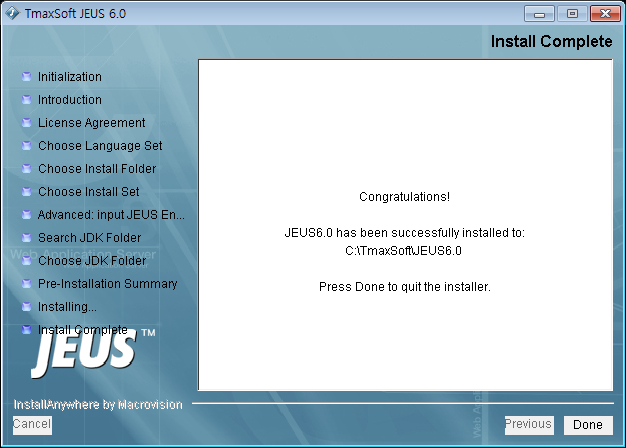 TmaxSoft JEUS 6.0
Install Complete
Initialization
Introduction
License Agreement
Choose Language Set
Choose Install Folder
Choose Install Set
Advanced: input JEUS En...
Search JDK Folder
Web Application Server
Choose JDK Folder
Pre-Installation Summary
Installing...
Install Complete
JEUS™
Congratulations!
JEUS6.0 has been successfully installed to:
C:\TmaxSoft\JEUS6.0
Press Done to quit the installer.
InstallAnywhere by Macrovision
Cancel
Previous
Done